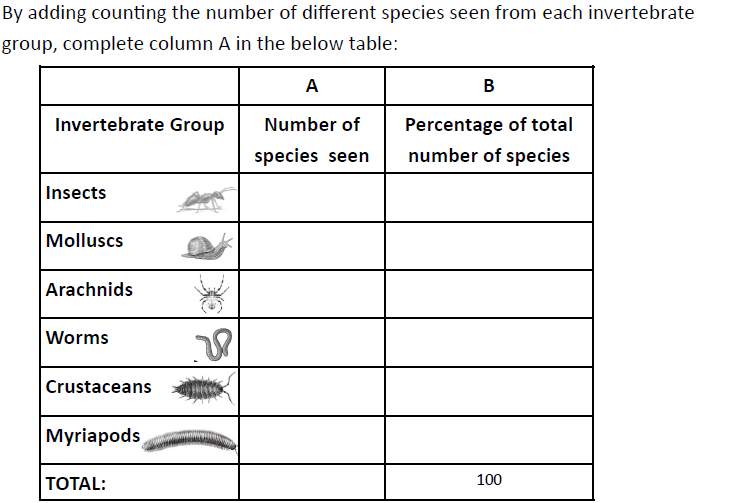 By adding counting the number of different species seen from each invertebrate
group, complete column A in the below table:
A B
Invertebrate Group Number of species seen Percentage of total number of species
Insects
Molluscs
Arachnids
Worms
Crustaceans
Myriapods
TOTAL: 100